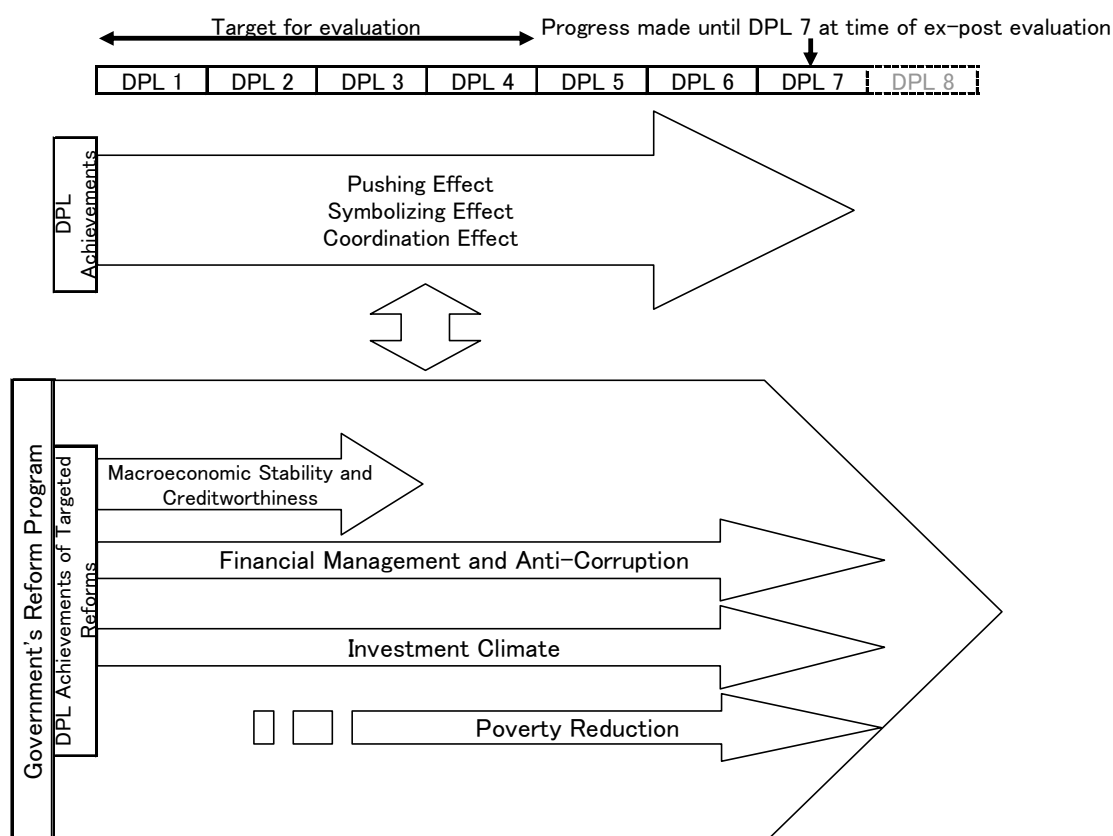 Target for evaluation
Progress made until DPL 7 at time of ex-post evaluation
DPL 1
DPL 2
DPL 3
DPL 4
DPL 5
DPL 6
DPL 7
DPL 8
DPL
Achievements
Pushing Effect
Symbolizing Effect
Coordination Effect
Government's Reform Program
DPL Achievements of Targeted
Reforms
Macroeconomic Stability and
Creditworthiness
Financial Management and Anti-Corruption
Investment Climate
Poverty Reduction